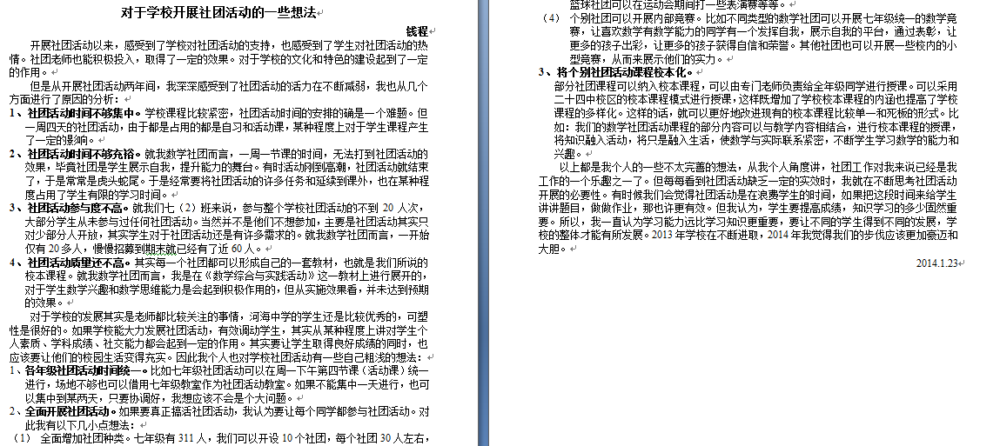 对于学校开展社团活动的一些想法
钱程
开展社团活动以来，感受到了学校对社团活动的支持，也感受到了学生对社团活动的热
情。社团老师也能积极投入，取得了一定的效果。对于学校的文化和特色的建设起到了一定
的作用。
但是从开展社团活动两年间，我深深感受到了社团活动的活力在不断减弱，我也从几个
方面进行了原因的分析：
1、社团活动时间不够集中。学校课程比较紧密，社团活动时间的安排的确是一个难题。但
一周四天的社团活动，由于都是占用的都是自习和活动课，某种程度上对于学生课程产生
了一定的影响。
2、社团活动时间不够充裕。就我数学社团而言，一周一节课的时间，无法打到社团活动的
效果，毕竟社团是学生展示自我，提升能力的舞台。有时活动刚到高潮，社团活动就结束
了，于是常常是虎头蛇尾。于是经常要将社团活动的许多任务和延续到课外，也在某种程
度占用了学生有限的学习时间。
3、社团活动参与度不高。就我们七（2）班来说，参与整个学校社团活动的不到 20 人次，
大部分学生从未参与过任何社团活动。当然并不是他们不想参加，主要是社团活动其实只
对少部分人开放，其实学生对于社团活动还是有许多需求的。就我数学社团而言，一开始
仅有 20 多人，慢慢招募到期末就已经有了近 60 人。
4、社团活动质量还不高。其实每一个社团都可以形成自己的一套教材，也就是我们所说的
校本课程。就我数学社团而言，我是在《数学综合与实践活动》这一教材上进行展开的，
对于学生数学兴趣和数学思维能力是会起到积极作用的，但从实施效果看，并未达到预期
的效果。
对于学校的发展其实是老师都比较关注的事情，河海中学的学生还是比较优秀的，可塑
性是很好的。如果学校能大力发展社团活动，有效调动学生，其实从某种程度上讲对学生个
人素质、学科成绩、社交能力都会起到一定的作用。其实要让学生取得良好成绩的同时，也
应该要让他们的校园生活变得充实。因此我个人也对学校社团活动有一些自己粗浅的想法：
1、各年级社团活动时间统一。比如七年级社团活动可以在周一下午第四节课（活动课）统一
进行，场地不够也可以借用七年级教室作为社团活动教室。如果不能集中一天进行，也可
以集中到某两天，只要协调好，我想应该不会是个大问题。
2、全面开展社团活动。如果要真正搞活社团活动，我认为要让每个同学都参与社团活动。对
此我有以下几小点想法：
（1） 全面增加社团种类。七年级有 311 人，我们可以开设 10 个社团，每个社团 30 人左右，
篮球社团可以在运动会期间打一些表演赛等等。
（4） 个别社团可以开展内部竞赛。比如不同类型的数学社团可以开展七年级统一的数学竞
赛，让喜欢数学有数学能力的同学有一个发挥自我，展示自我的平台，通过表彰，让
更多的孩子出彩，让更多的孩子获得自信和荣誉。其他社团也可以开展一些校内的小
型竞赛，从而来展示他们的实力。
3、将个别社团活动课程校本化。
部分社团课程可以纳入校本课程，可以由专门老师负责给全年级同学进行授课。可以采用
二十四中校区的校本课程模式进行授课，这样既增加了学校校本课程的内涵也提高了学校
课程的多样化。这样的话，就可以更好地改进现有的校本课程比较单一和死板的形式。比
如：我们的数学社团活动课程的部分内容可以与教学内容相结合，进行校本课程的授课，
将知识融入活动，将只是融入生活，使数学与实际联系紧密，不断学生学习数学的能力和
兴趣。
以上都是我个人的一些不太完善的想法，从我个人角度讲，社团工作对我来说已经是我
工作的一个乐趣之一了。但每每看到社团活动缺乏一定的实效时，我就在不断思考社团活动
开展的必要性。有时候我们会觉得社团活动是在浪费学生的时间，如果把这段时间来给学生
讲讲题目，做做作业，那也许更有效。但我认为，学生要提高成绩，知识学习的多少固然重
要。所以，我一直认为学习能力远比学习知识更重要，要让不同的学生得到不同的发展，学
校的整体才能有所发展。2013 年学校在不断进取，2014 年我觉得我们的步伐应该更加豪迈和
大胆。
2014.1.23